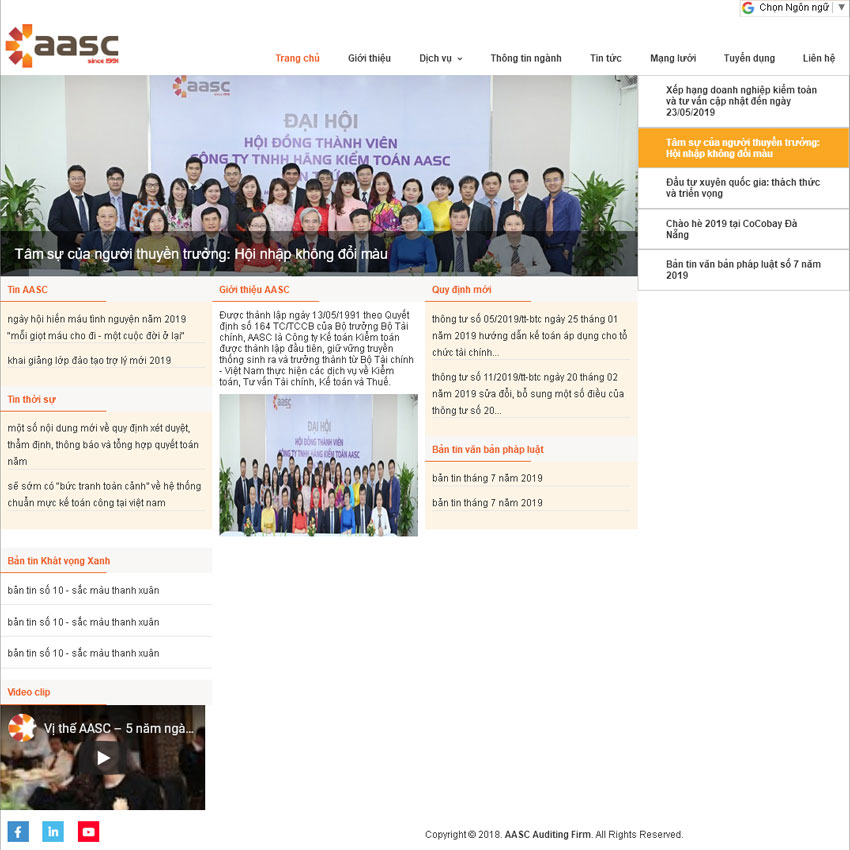 Chọn Ngôn ngữ
aasc
since 1991
Trang chủ
Giới thiệu
Dịch vụ
Thông tin ngành
Tin tức
Mạng lưới
Tuyển dụng
Liên hệ
aasc
ĐẠI HỘI
HỘI ĐỒNG THÀNH VIÊN
CÔNG TY TNHH HÃNG KIỂM TOÁN AASC
Tâm sự của người thuyền trưởng: Hội nhập không đổi màu
Xếp hạng doanh nghiệp kiểm toán
và tư vấn cập nhật đến ngày
23/05/2019
Tâm sự của người thuyền trưởng:
Hội nhập không đổi màu
Đầu tư xuyên quốc gia: thách thức
và triển vọng
Chào hè 2019 tại CoCobay Đà
Nẵng
Bản tin văn bản pháp luật số 7 năm
2019
Tin AASC
ngày hội hiến máu tình nguyện năm 2019
"mỗi giọt máu cho đi - một cuộc đời ở lại"
khai giảng lớp đào tạo trợ lý mới 2019
Tin thời sự
một số nội dung mới về quy định xét duyệt,
thẩm định, thông báo và tổng hợp quyết toán
năm
sẽ sớm có "bức tranh toàn cảnh" về hệ thống
chuẩn mực kế toán công tại việt nam
Giới thiệu AASC
Được thành lập ngày 13/05/1991 theo Quyết
định số 164 TC/TCCB của Bộ trưởng Bộ Tài
chính, AASC là Công ty Kế toán Kiểm toán
được thành lập đầu tiên, giữ vững truyền
thống sinh ra và trưởng thành từ Bộ Tài chính
- Việt Nam thực hiện các dịch vụ về Kiểm
toán, Tư vấn Tài chính, Kế toán và Thuế.
aasc
ĐẠI HỘI
HỘI ĐỒNG THÀNH VIÊN
CÔNG TY TNHH HÃNG KIỂM TOÁN AASC
Quy định mới
thông tư số 05/2019/tt-btc ngày 25 tháng 01
năm 2019 hướng dẫn kế toán áp dụng cho tổ
chức tài chính...
thông tư số 11/2019/tt-btc ngày 20 tháng 02
năm 2019 sửa đổi, bổ sung một số điều của
thông tư số 20...
Bản tin văn bản pháp luật
bản tin tháng 7 năm 2019
bản tin tháng 7 năm 2019
Bản tin Khát vọng Xanh
bản tin số 10 - sắc màu thanh xuân
bản tin số 10 - sắc màu thanh xuân
bản tin số 10 - sắc màu thanh xuân
Video clip
Vị thế AASC – 5 năm ngà...
Copyright © 2018. AASC Auditing Firm. All Rights Reserved.